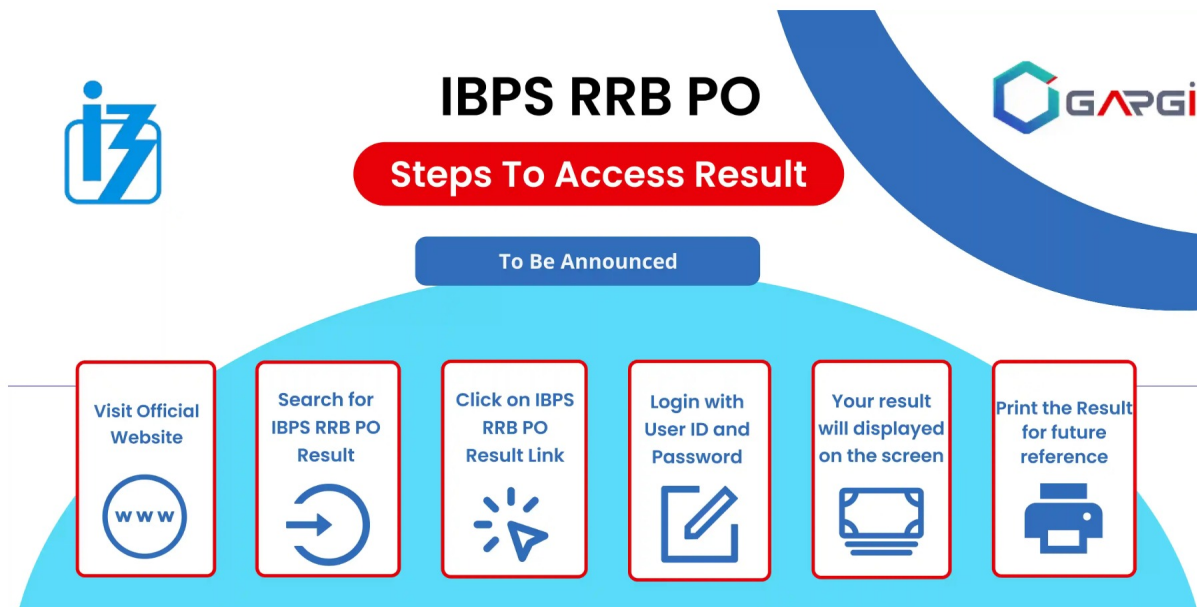 IBPS RRB PO
GARGI
Steps To Access Result
To Be Announced
Visit Official
Website
www
Search for
IBPS RRB PO
Result
Click on IBPS
RRB PO
Result Link
Login with
User ID and
Password
Your result
will displayed
on the screen
Print the Result
for future
reference